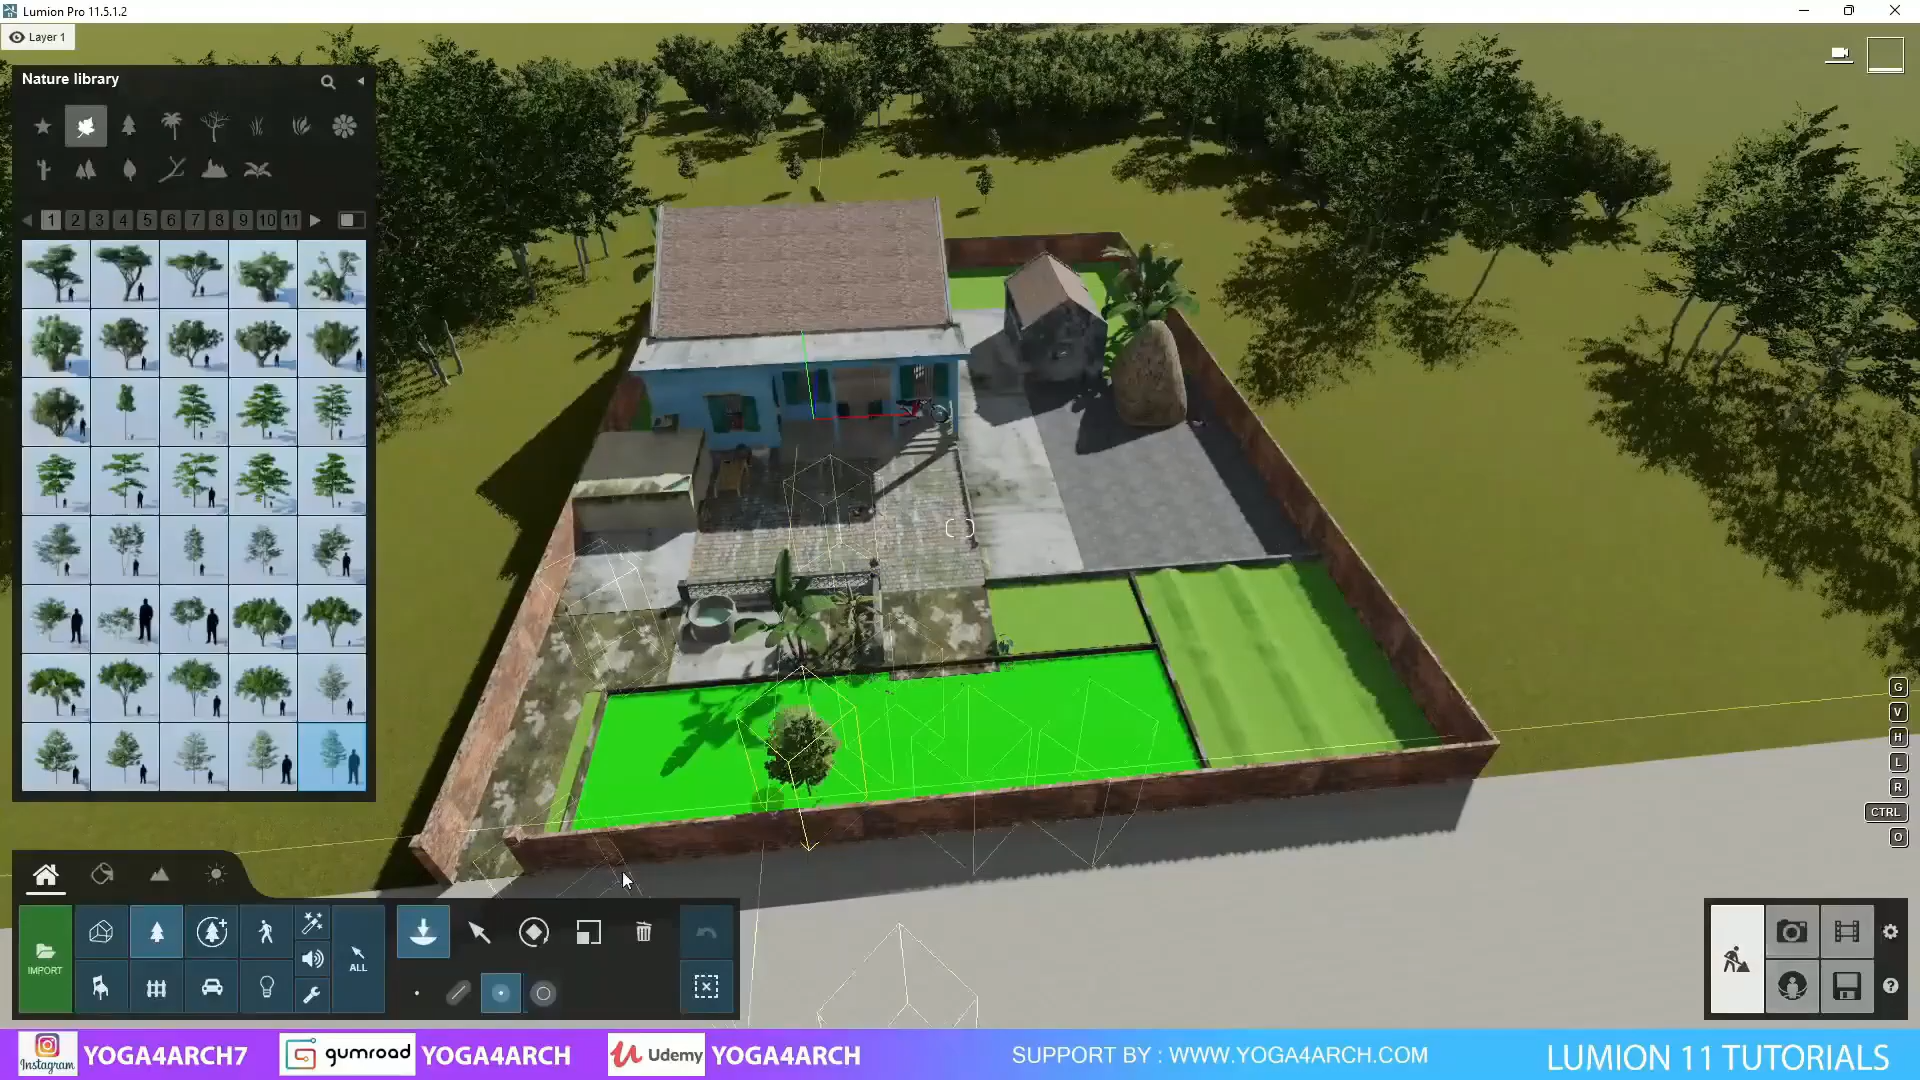 Lumion Pro 11.5.1.2
Layer 1
Nature library
1 2 3 4 5 6 7 8 9 10 11
G
V
H
L
R
CTRL
O
IMPORT
ALL
?
Instagram YOGA4ARCH7 gumroad YOGA4ARCH Udemy YOGA4ARCH SUPPORT BY : WWW.YOGA4ARCH.COM LUMION 11 TUTORIALS